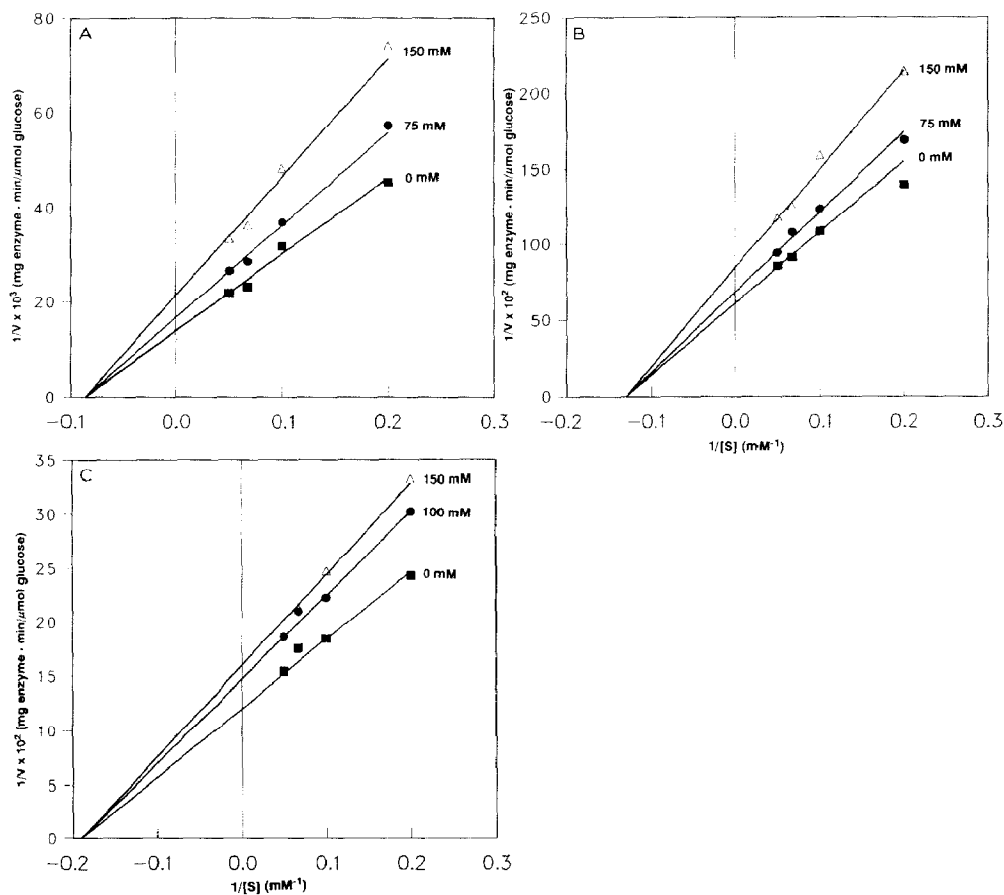 A
80
60
40
20
0
1/V x 10³ (mg enzyme · min/μmol glucose)
150 mM
75 mM
0 mM
−0.1
0.0
0.1
0.2
0.3
B
250
200
150
100
50
0
1/V x 10² (mg enzyme · min/μmol glucose)
150 mM
75 mM
0 mM
−0.2
−0.1
0.0
0.1
0.2
0.3
1/[S] (m·M⁻¹)
C
35
30
25
20
15
10
5
0
1/V x 10² (mg enzyme · min/μmol glucose)
150 mM
100 mM
0 mM
−0.2
−0.1
0.0
0.1
0.2
0.3
1/[S] (mM⁻¹)